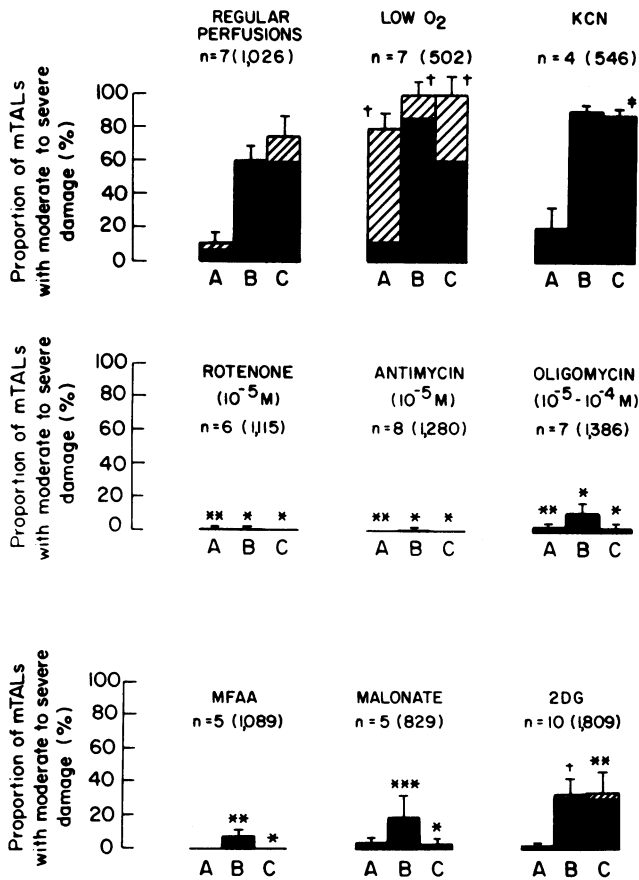 REGULAR PERFUSIONS
n=7(1,026)
LOW O₂
n=7 (502)
KCN
n=4 (546)
Proportion of mTALs
with moderate to severe
damage (%)
100
80
60
40
20
0
†
†
†
‡
A B C
A B C
A B C
ROTENONE
(10⁻⁵M)
n=6 (1,115)
ANTIMYCIN
(10⁻⁵M)
n=8 (1,280)
OLIGOMYCIN
(10⁻⁵-10⁻⁴M)
n=7 (1,386)
Proportion of mTALs
with moderate to severe
damage (%)
100
80
60
40
20
0
** * *
** * *
** * *
A B C
A B C
A B C
MFAA
n=5 (1,089)
MALONATE
n=5 (829)
2DG
n=10 (1,809)
Proportion of mTALs
with moderate to severe
damage (%)
100
80
60
40
20
0
** *
*** *
† **
A B C
A B C
A B C